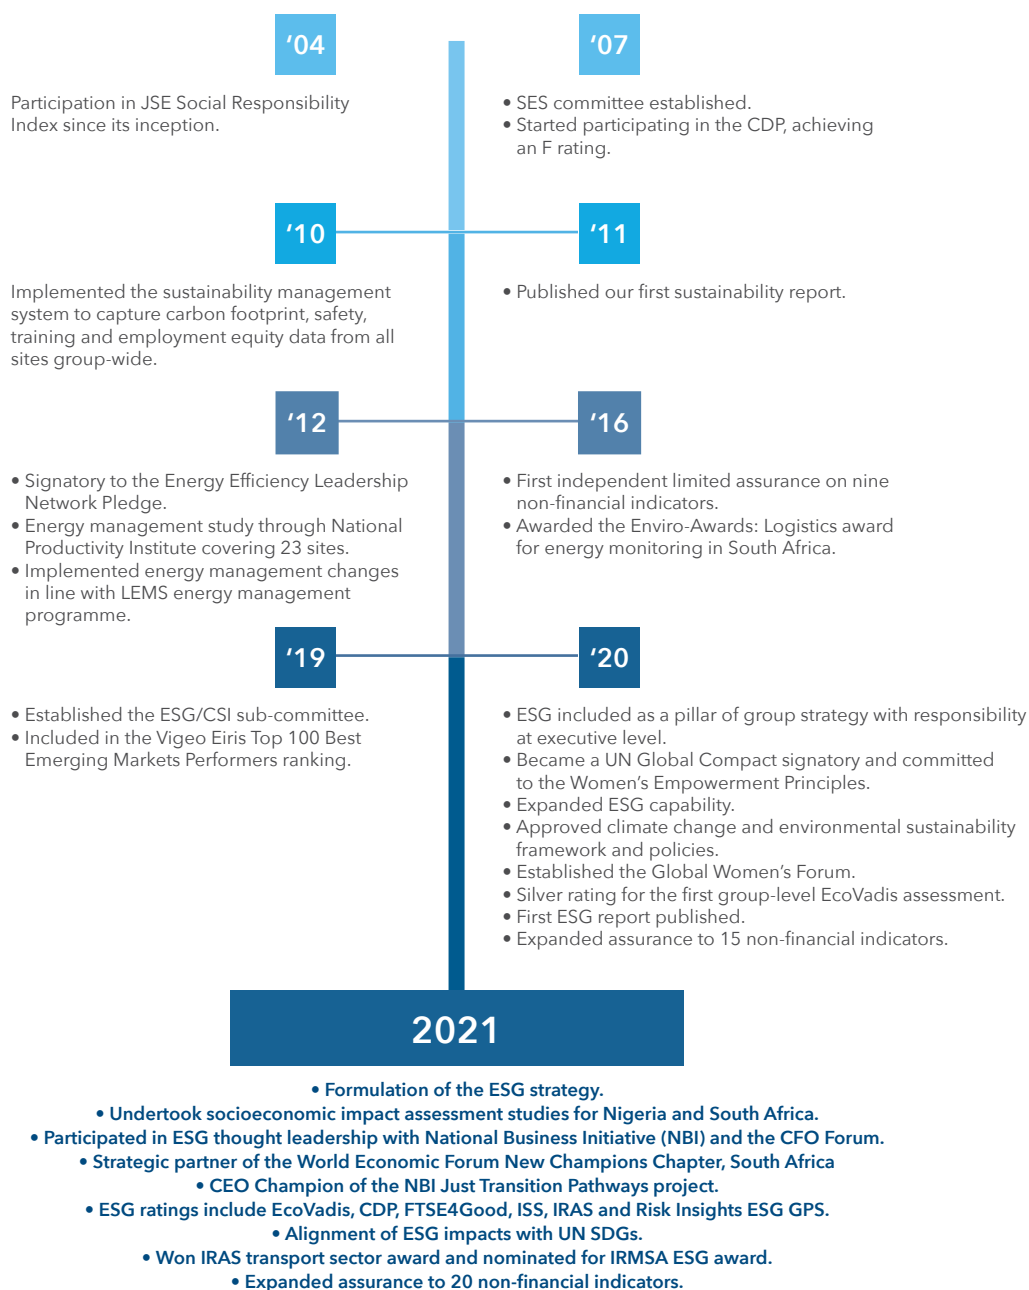 ‘04
Participation in JSE Social Responsibility
Index since its inception.
‘07
• SES committee established.
• Started participating in the CDP, achieving
an F rating.
‘10
Implemented the sustainability management
system to capture carbon footprint, safety,
training and employment equity data from all
sites group-wide.
‘11
• Published our first sustainability report.
‘12
• Signatory to the Energy Efficiency Leadership
Network Pledge.
• Energy management study through National
Productivity Institute covering 23 sites.
• Implemented energy management changes
in line with LEMS energy management
programme.
‘16
• First independent limited assurance on nine
non-financial indicators.
• Awarded the Enviro-Awards: Logistics award
for energy monitoring in South Africa.
‘19
• Established the ESG/CSI sub-committee.
• Included in the Vigeo Eiris Top 100 Best
Emerging Markets Performers ranking.
‘20
• ESG included as a pillar of group strategy with responsibility
at executive level.
• Became a UN Global Compact signatory and committed
to the Women’s Empowerment Principles.
• Expanded ESG capability.
• Approved climate change and environmental sustainability
framework and policies.
• Established the Global Women’s Forum.
• Silver rating for the first group-level EcoVadis assessment.
• First ESG report published.
• Expanded assurance to 15 non-financial indicators.
2021
• Formulation of the ESG strategy.
• Undertook socioeconomic impact assessment studies for Nigeria and South Africa.
• Participated in ESG thought leadership with National Business Initiative (NBI) and the CFO Forum.
• Strategic partner of the World Economic Forum New Champions Chapter, South Africa
• CEO Champion of the NBI Just Transition Pathways project.
• ESG ratings include EcoVadis, CDP, FTSE4Good, ISS, IRAS and Risk Insights ESG GPS.
• Alignment of ESG impacts with UN SDGs.
• Won IRAS transport sector award and nominated for IRMSA ESG award.
• Expanded assurance to 20 non-financial indicators.